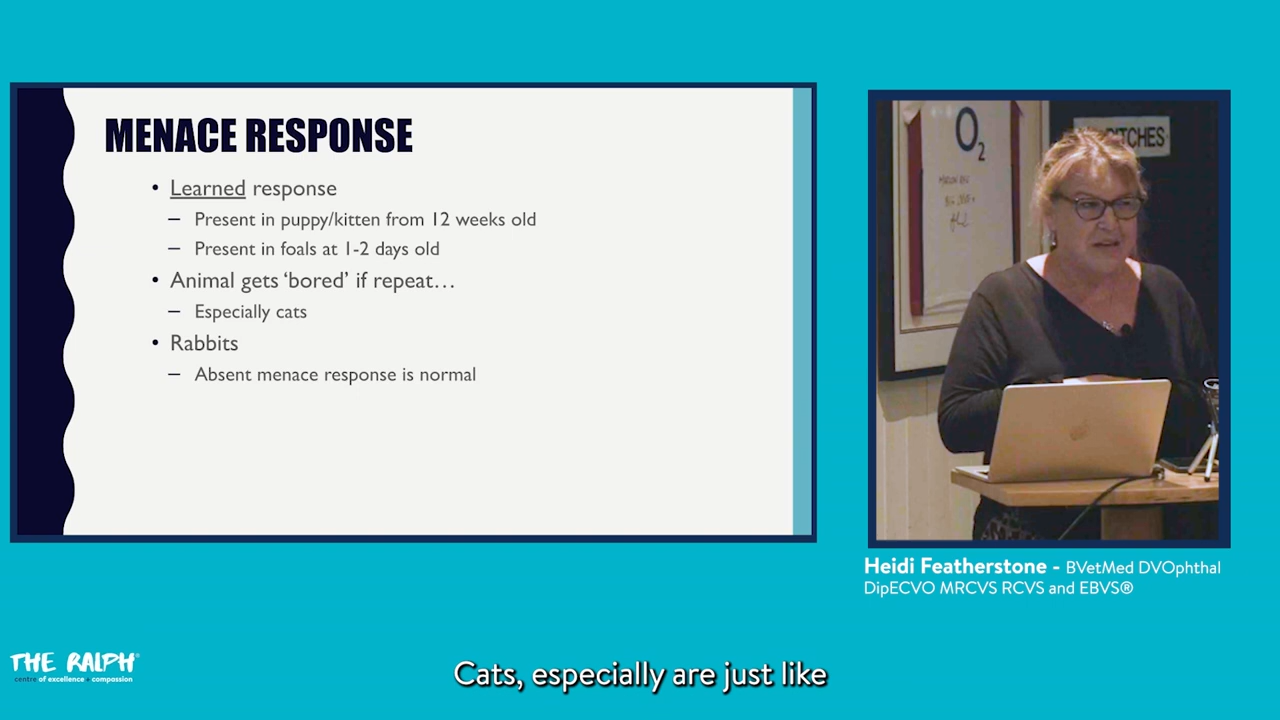 MENACE RESPONSE
• Learned response
– Present in puppy/kitten from 12 weeks old
– Present in foals at 1-2 days old
• Animal gets ‘bored’ if repeat…
– Especially cats
• Rabbits
– Absent menace response is normal
O2
Heidi Featherstone - BVetMed DVOphthal
DipECVO MRCVS RCVS and EBVS®
THE RALPH®
centre of excellence + compassion
Cats, especially are just like